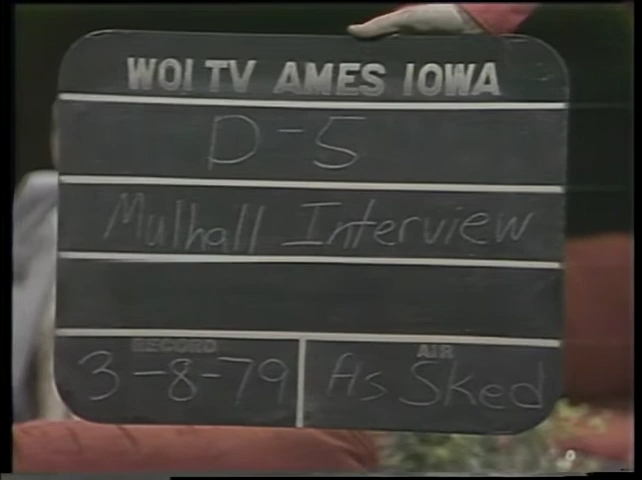 WOI TV AMES IOWA
D-5
Mulhall Interview
RECORD AIR
3-8-79 As Sked